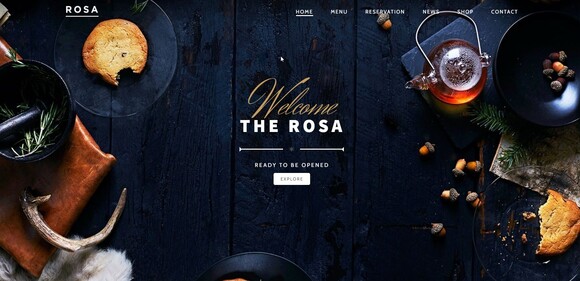 ROSA
HOME MENU RESERVATION NEWS SHOP CONTACT
Welcome
THE ROSA
READY TO BE OPENED
EXPLORE